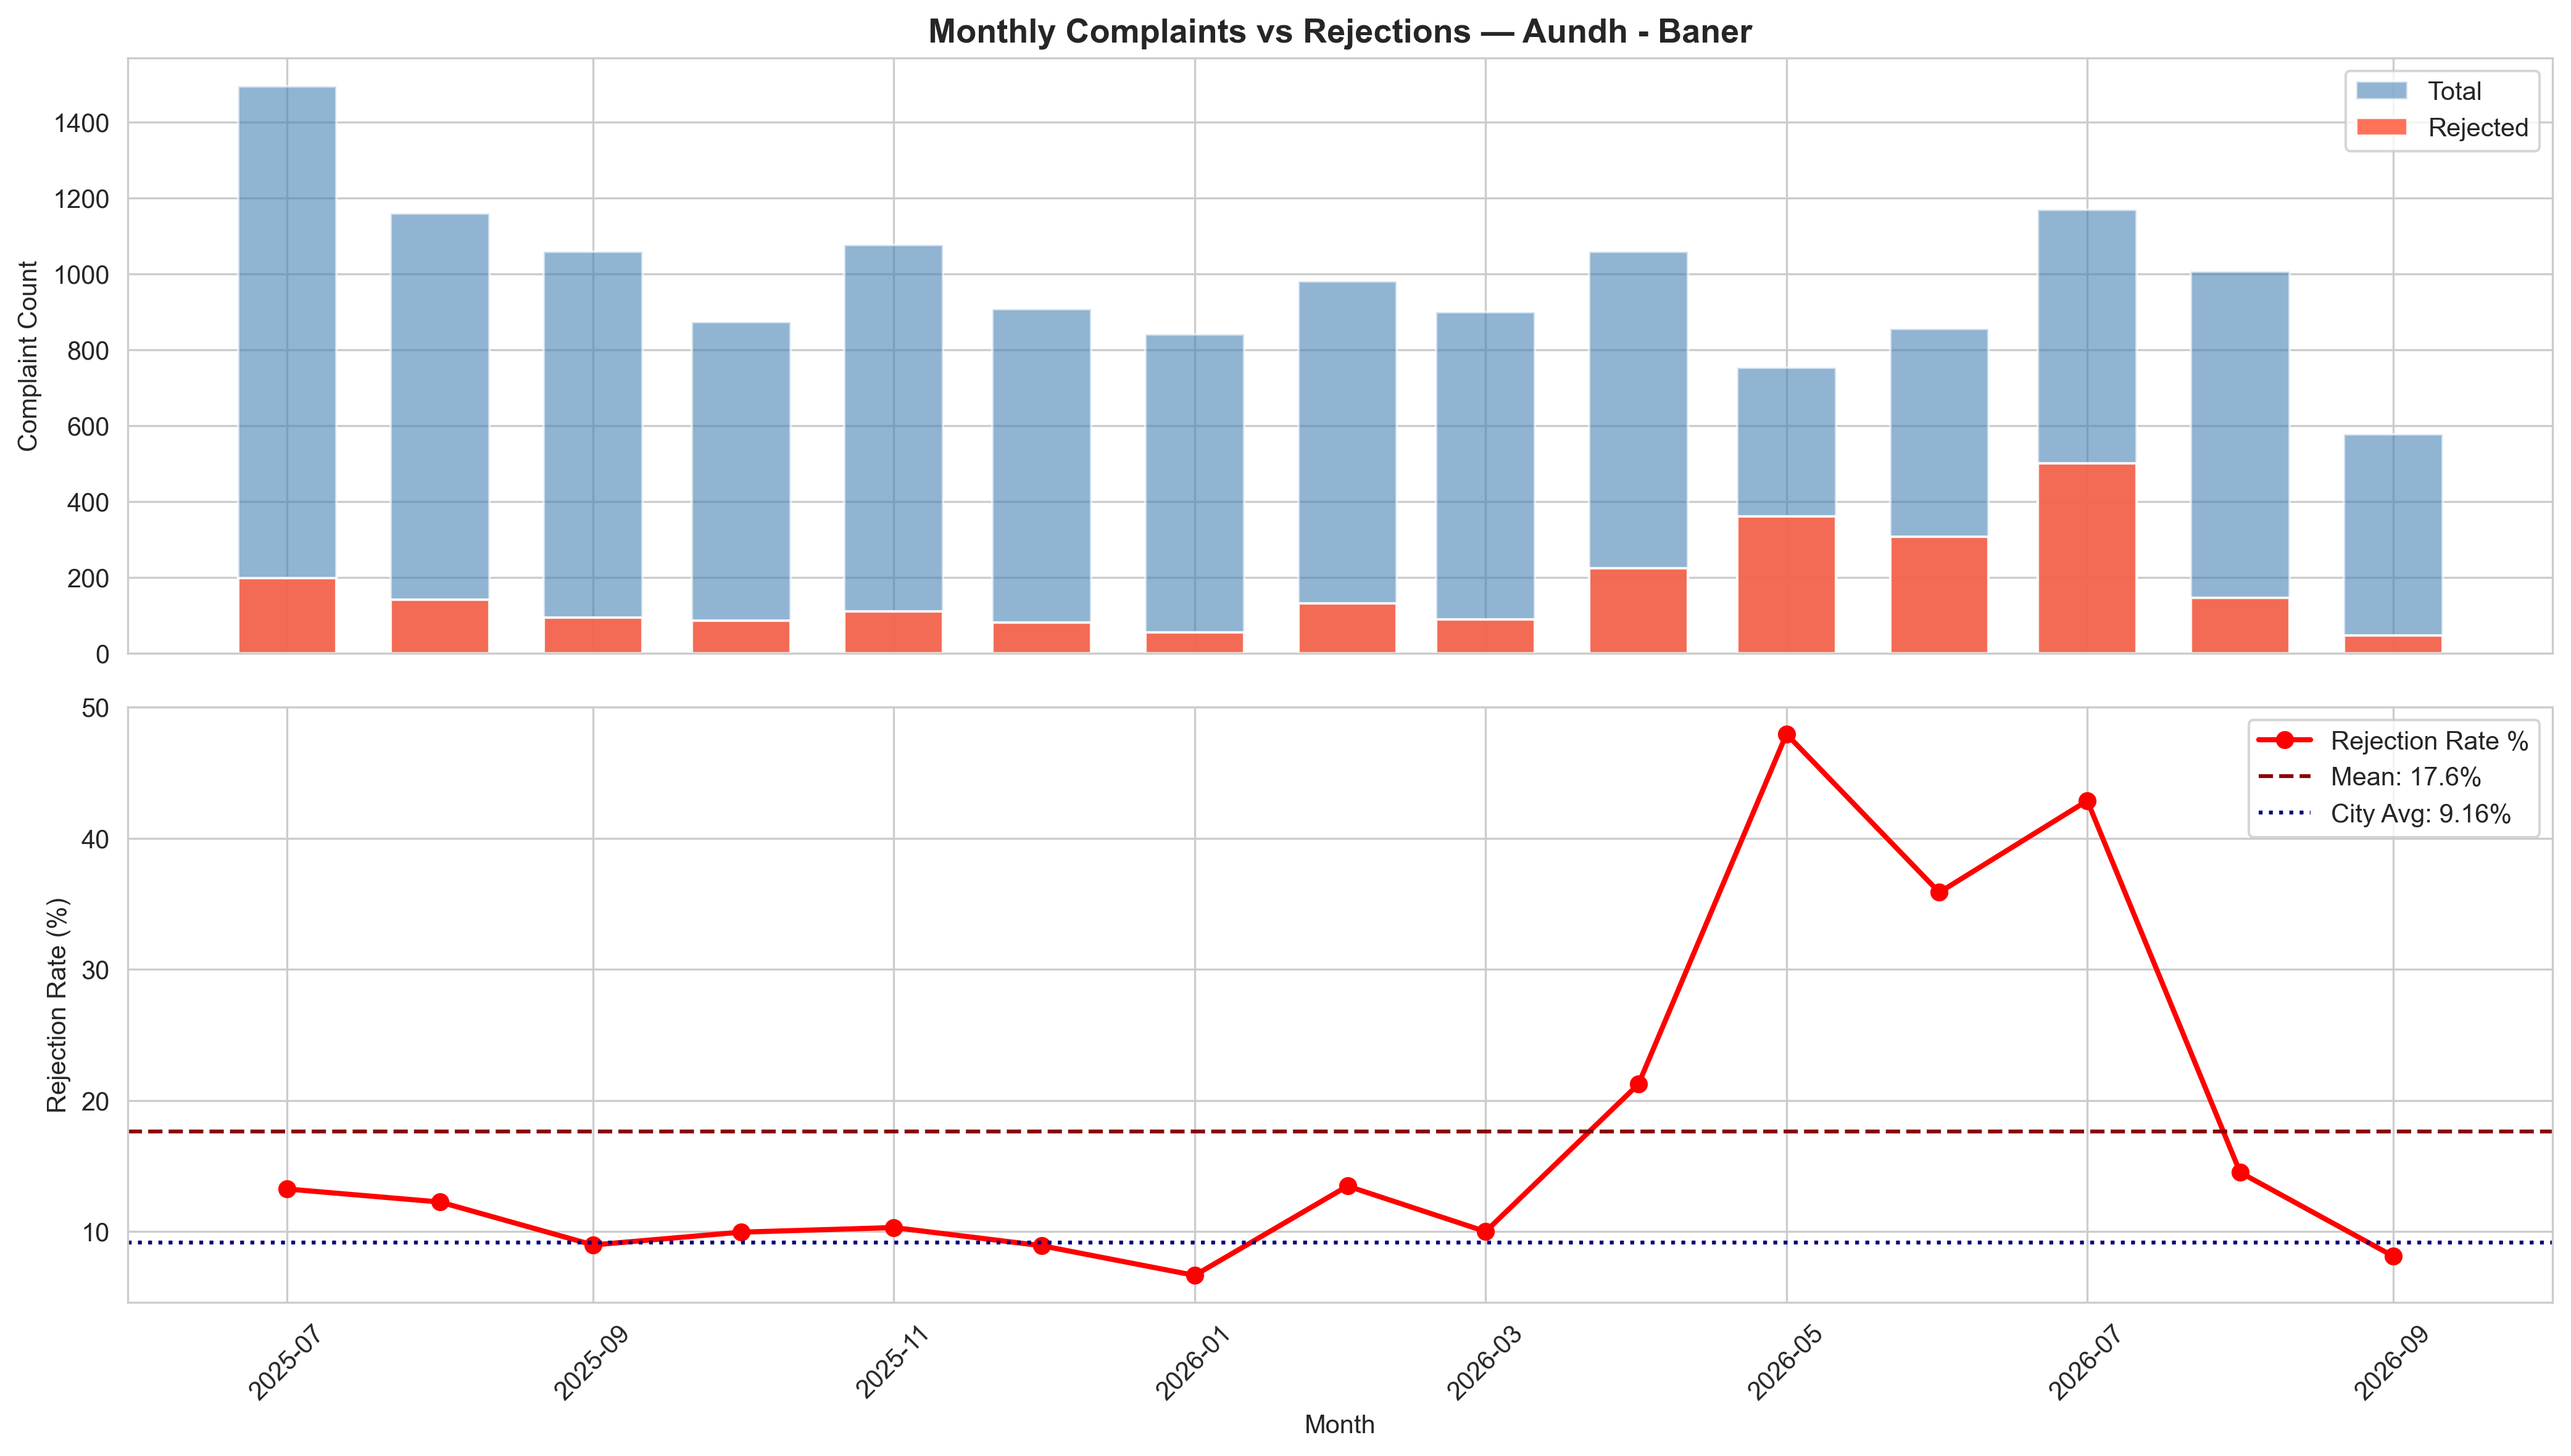 Monthly Complaints vs Rejections — Aundh - Baner
Total
Rejected
Complaint Count
1400
1200
1000
800
600
400
200
0
Rejection Rate %
Mean: 17.6%
City Avg: 9.16%
Rejection Rate (%)
50
40
30
20
10
2025-07
2025-09
2025-11
2026-01
2026-03
2026-05
2026-07
2026-09
Month